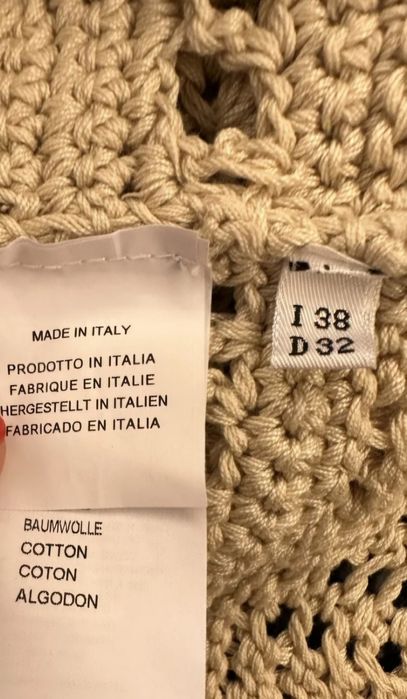 MADE IN ITALY
PRODOTTO IN ITALIA
FABRIQUE EN ITALIE
HERGESTELLT IN ITALIEN
FABRICADO EN ITALIA
BAUMWOLLE
COTTON
COTON
ALGODON
I 38
D 32